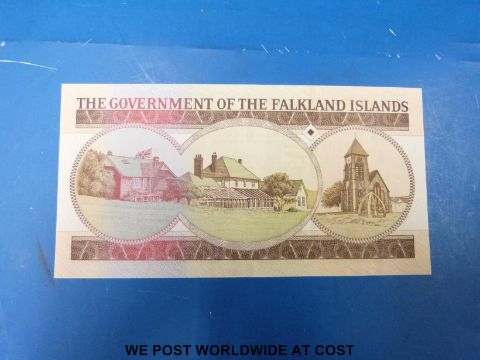 THE GOVERNMENT OF THE FALKLAND ISLANDS
WE POST WORLDWIDE AT COST